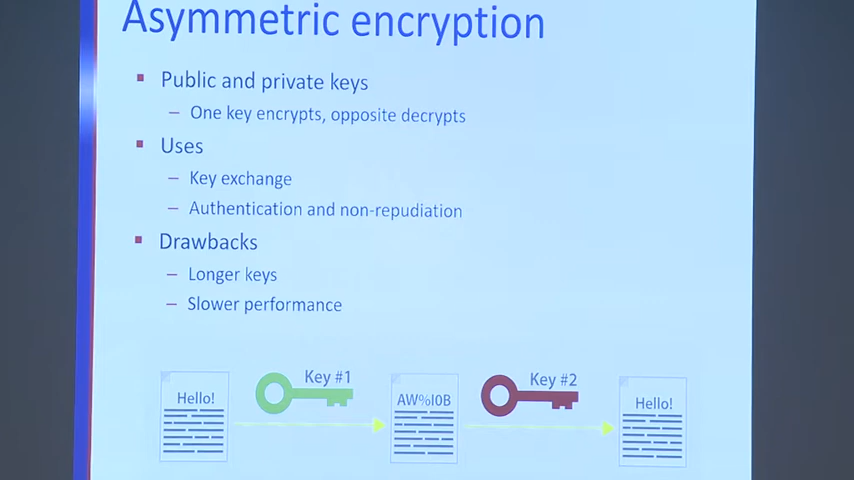 Asymmetric encryption
▪ Public and private keys
– One key encrypts, opposite decrypts
▪ Uses
– Key exchange
– Authentication and non-repudiation
▪ Drawbacks
– Longer keys
– Slower performance
Key #1
Key #2
Hello!
AW%I0B
Hello!